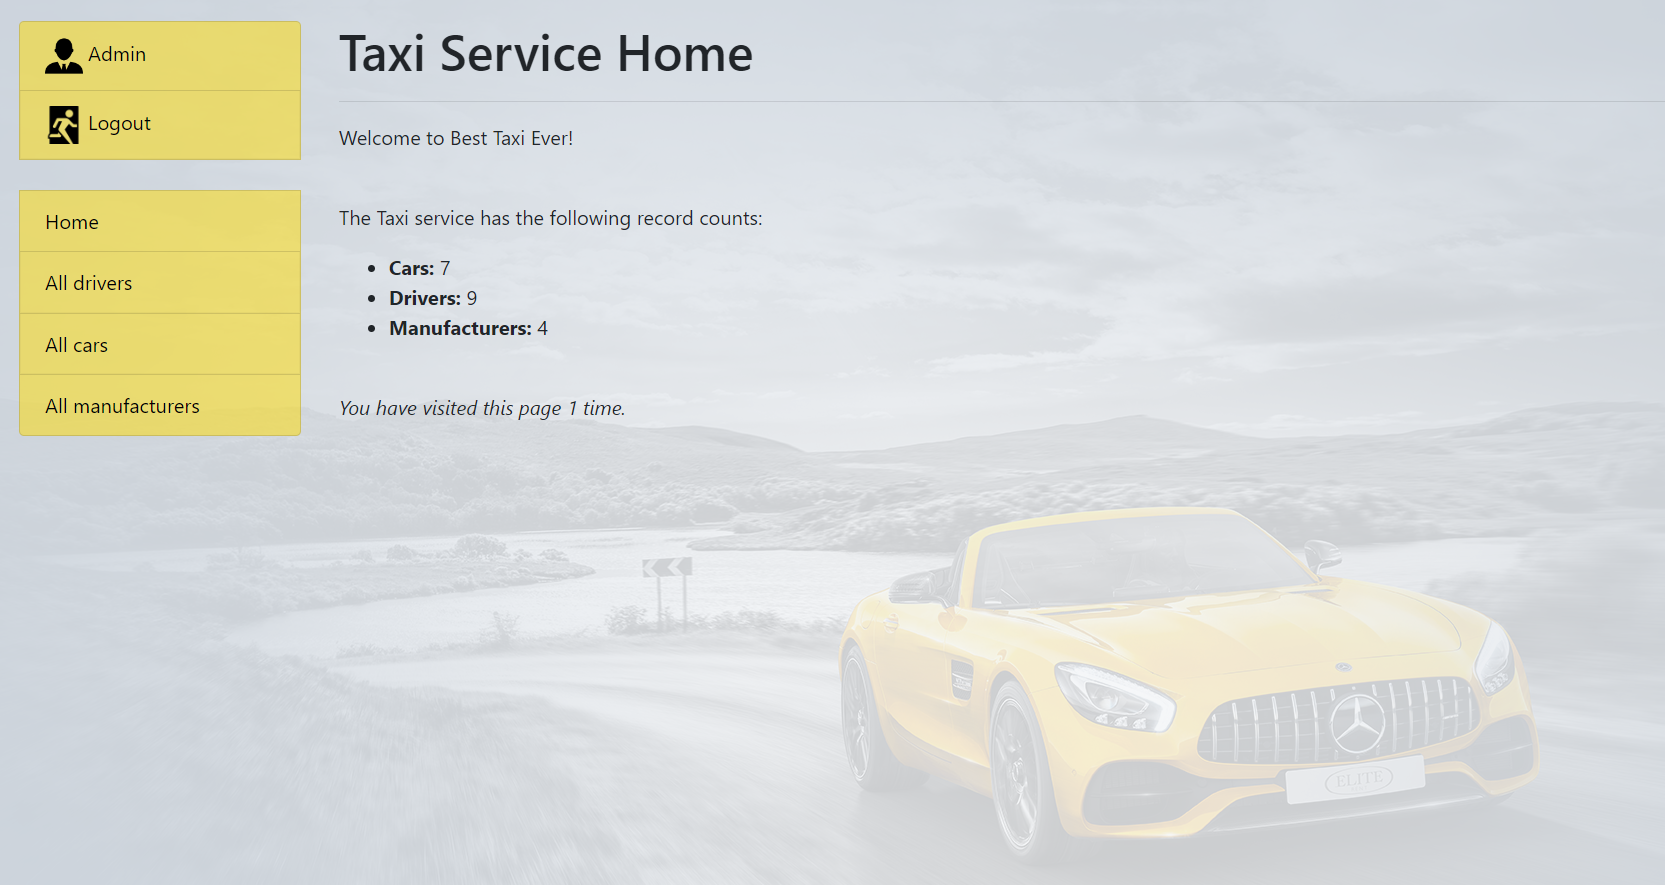 Admin
Logout
Home
All drivers
All cars
All manufacturers
Taxi Service Home
Welcome to Best Taxi Ever!
The Taxi service has the following record counts:
Cars: 7
Drivers: 9
Manufacturers: 4
You have visited this page 1 time.
ELITE